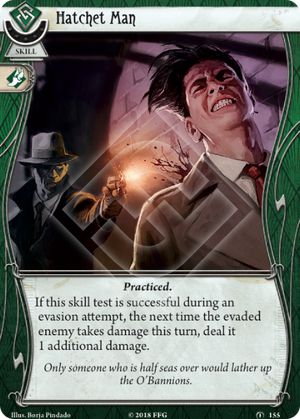 Hatchet Man
SKILL
Practiced.
If this skill test is successful during an
evasion attempt, the next time the evaded
enemy takes damage this turn, deal it
1 additional damage.
Only someone who is half seas over would lather up
the O'Bannions.
Illus. Borja Pindado
© 2018 FFG
155